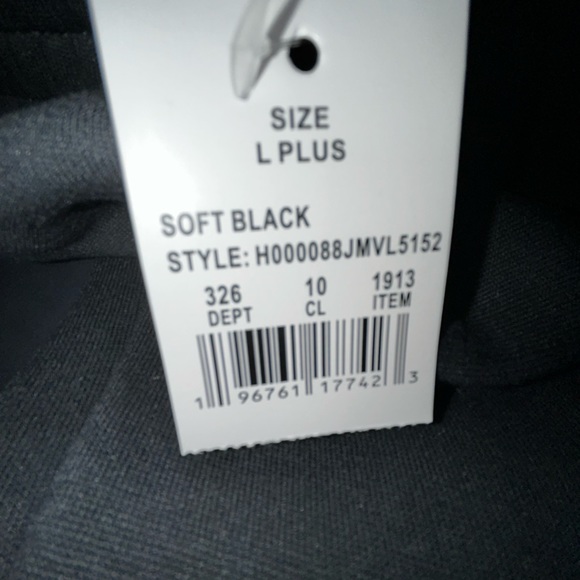 SIZE
L PLUS
SOFT BLACK
STYLE: H000088JMVL5152
326 10 1913
DEPT CL ITEM
1 96761 17742 3